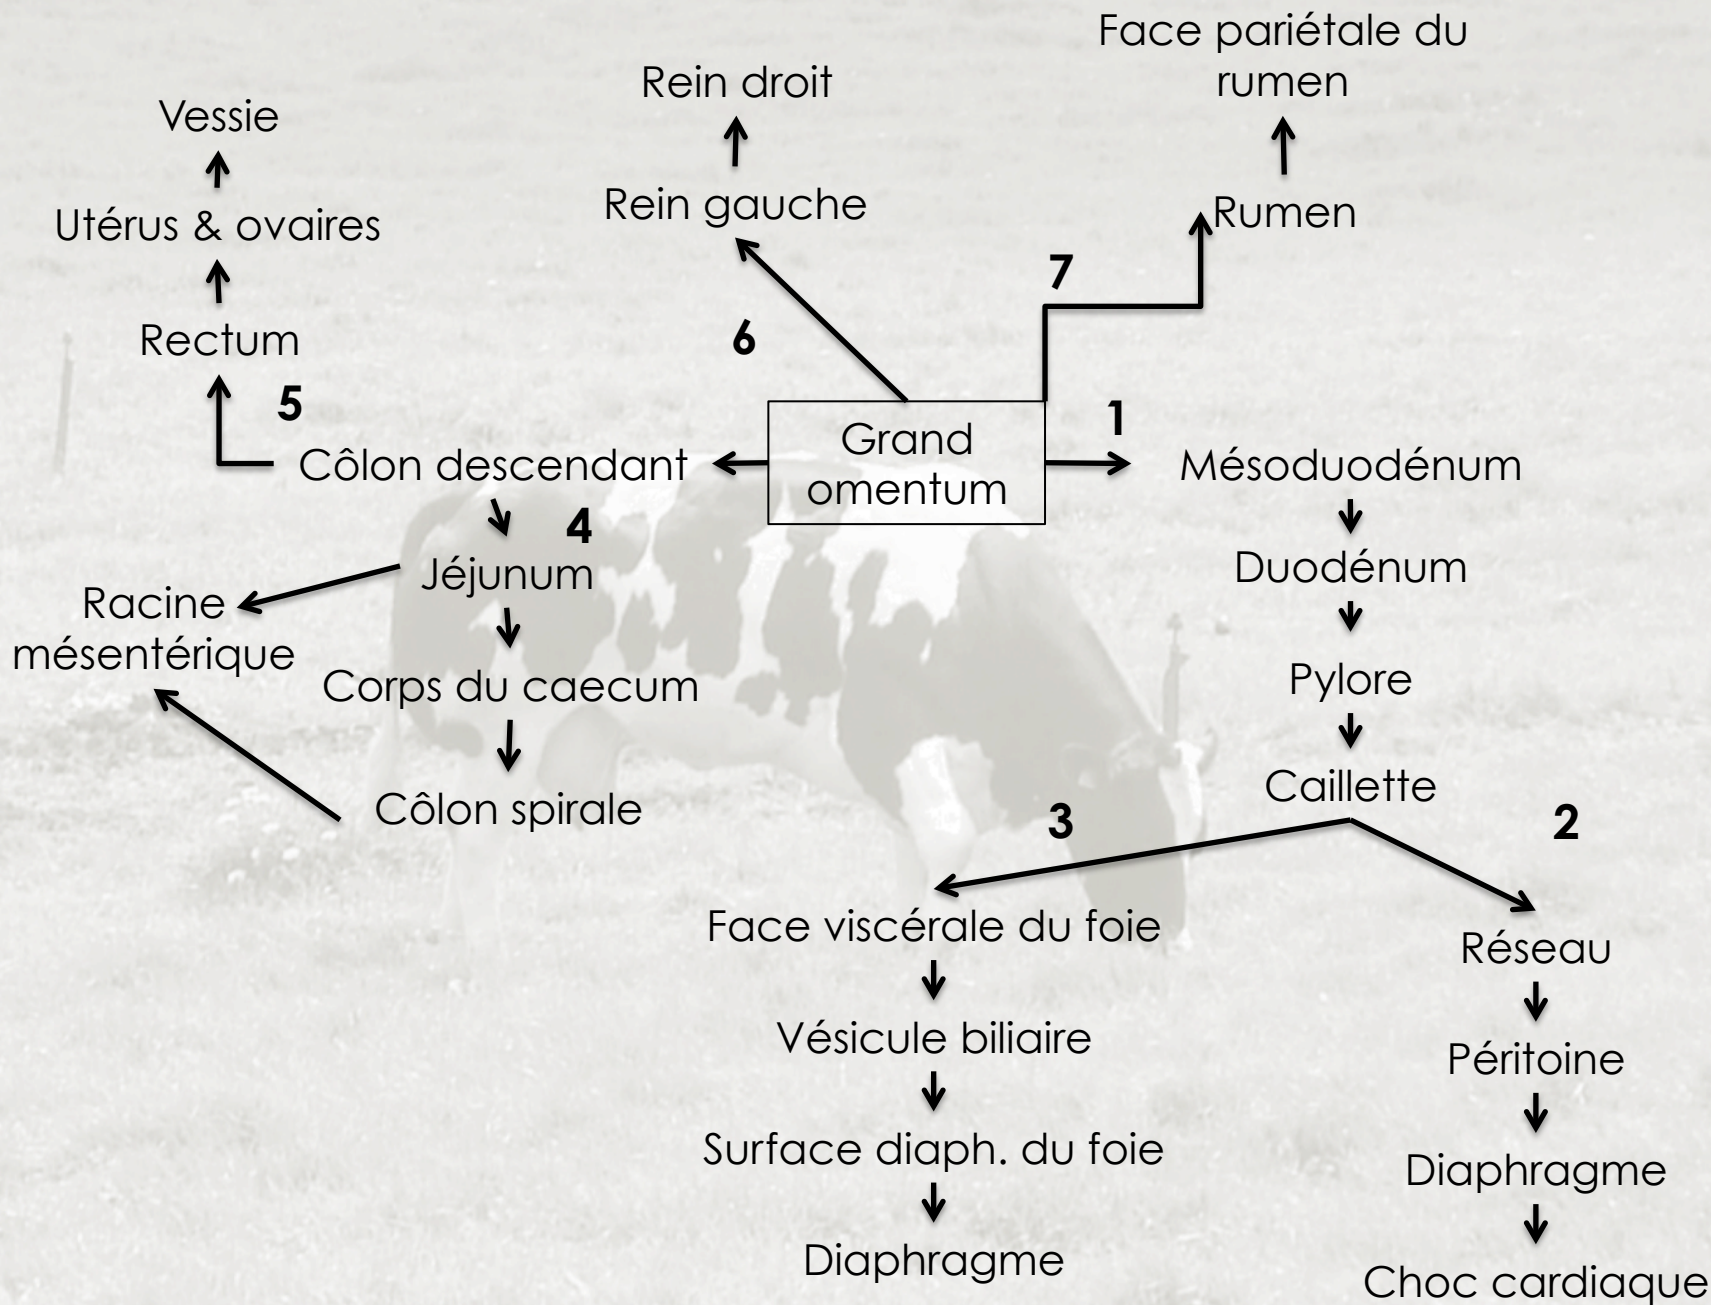 Face pariétale du
rumen
Rein droit
Vessie
Rein gauche
Rumen
Utérus & ovaires
7
6
Rectum
5
1
Grand
omentum
Côlon descendant
Mésoduodénum
4
Jéjunum
Duodénum
Racine
mésentérique
Corps du caecum
Pylore
Côlon spirale
Caillette
3
2
Face viscérale du foie
Réseau
Vésicule biliaire
Péritoine
Surface diaph. du foie
Diaphragme
Diaphragme
Choc cardiaque